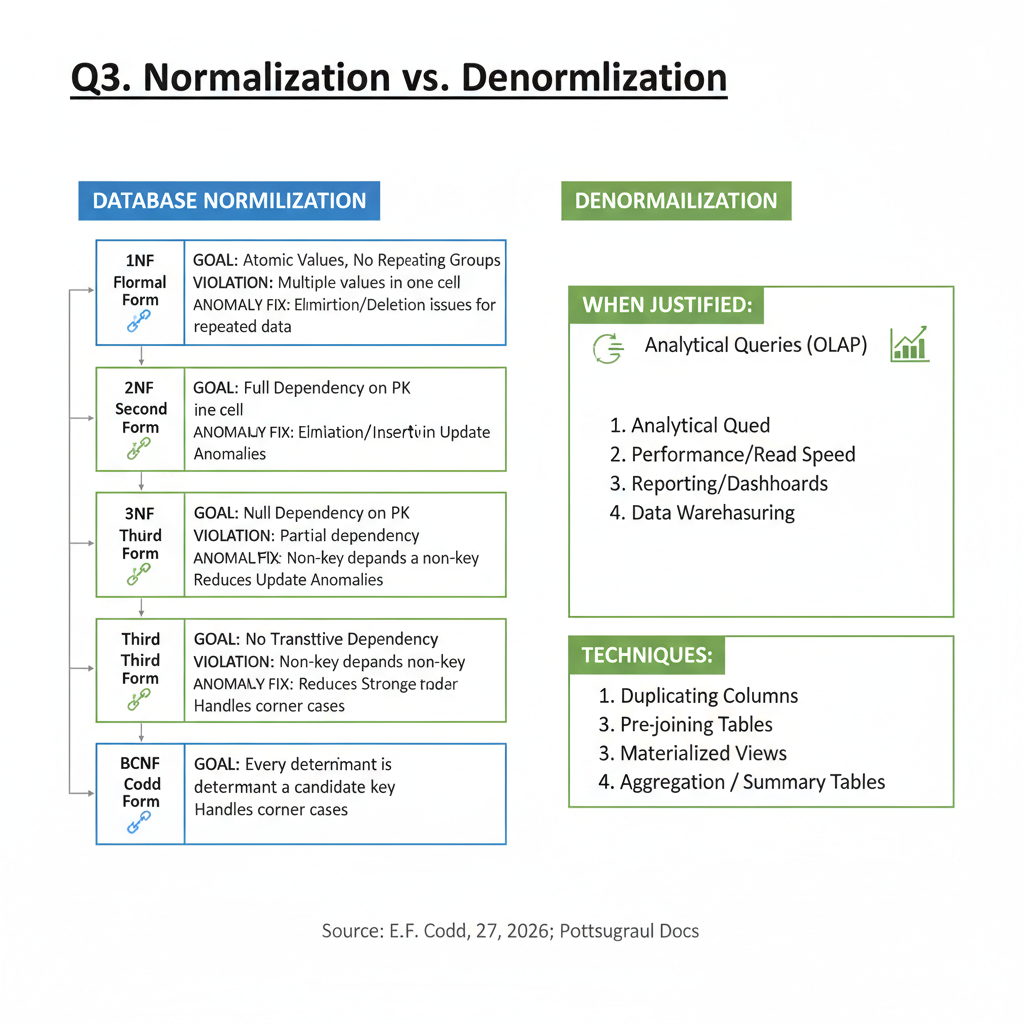 Q3. Normalization vs. Denormlization
DATABASE NORMILIZATION
1NF
Flormal
Form
GOAL: Atomic Values, No Repeating Groups
VIOLATION: Multiple values in one cell
ANOMALY FIX: Elmirtion/Deletion issues for
repeated data
2NF
Second
Form
GOAL: Full Dependency on PK
ine cell
ANOMALY FIX: Elmiation/Insertiin Update
Anomalies
3NF
Thurd
Form
GOAL: Null Dependency on PK
VIOLATION: Partial dependency
ANOMALFIX: Non-key depands a non-key
Reduces Update Anomalies
Third
Third
Form
GOAL: No Transttive Dependency
VIOLATION: Non-key depands non-key
ANOMALY FIX: Reduces Stronge
Handles corner cases
BCNF
Codd
Form
GOAL: Every deterṁinant is
determant a candidate key
Handles corner cases
DENORMAILIZATION
WHEN JUSTIFIED:
Analytical Queries (OLAP)
1. Analytical Qued
2. Performance/Read Speed
3. Reporting/Dashhoards
4. Data Warehasuring
TECHNIQUES:
1. Duplicating Columns
3. Pre-joining Tables
3. Materialized Views
4. Aggregation / Summary Tables
Source: E.F. Codd, 27, 2026; Pottsugraul Docs